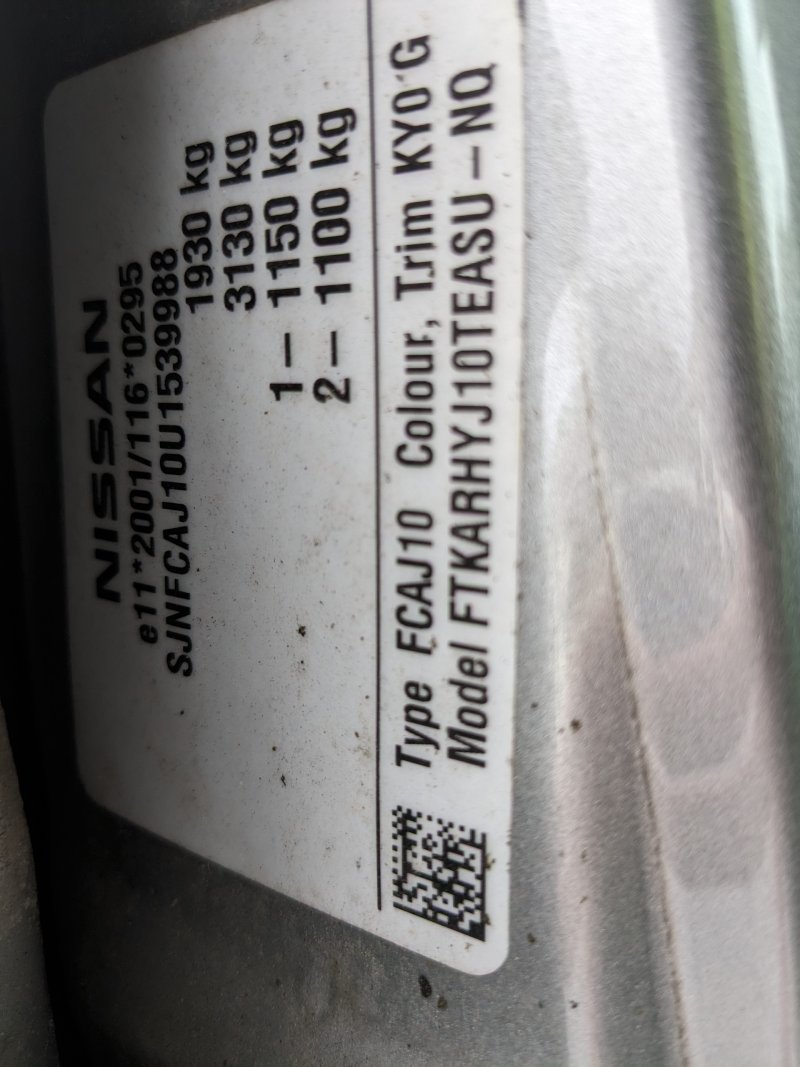 NISSAN
e11*2001/116*0295
SJNFCAJ10U1539988
1930 kg
3130 kg
1– 1150 kg
2– 1100 kg
Type FCAJ10 Colour, Trim KY0 G
Model FTKARHYJ10TEASU – NQ